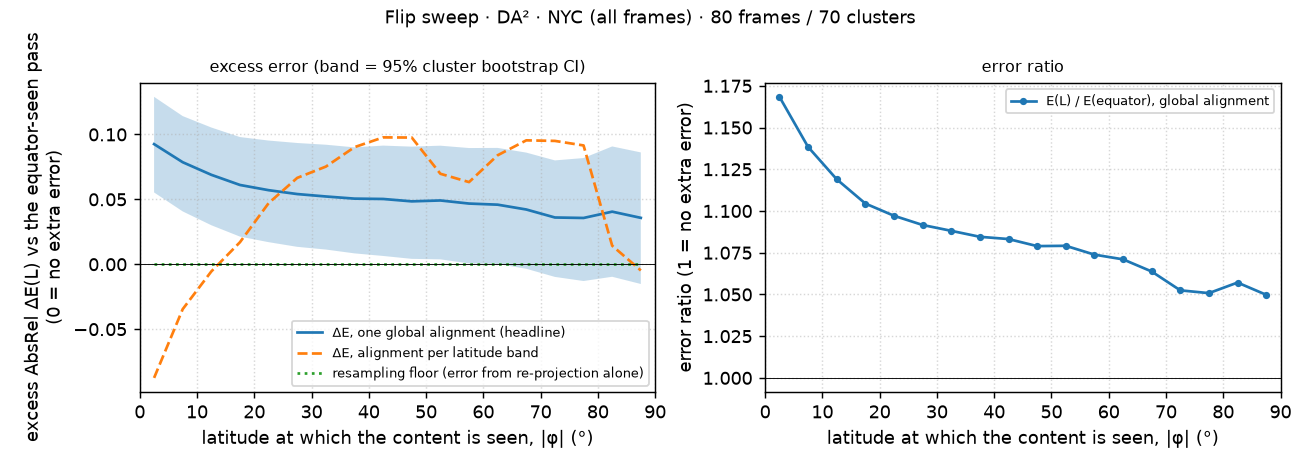 Flip sweep · DA² · NYC (all frames) · 80 frames / 70 clusters
excess error (band = 95% cluster bootstrap CI)
excess AbsRel ΔE(L) vs the equator-seen pass
(0 = no extra error)
0.10
0.05
0.00
−0.05
ΔE, one global alignment (headline)
ΔE, alignment per latitude band
resampling floor (error from re-projection alone)
0 10 20 30 40 50 60 70 80 90
latitude at which the content is seen, |φ| (°)
error ratio
error ratio (1 = no extra error)
1.175
1.150
1.125
1.100
1.075
1.050
1.025
1.000
E(L) / E(equator), global alignment
0 10 20 30 40 50 60 70 80 90
latitude at which the content is seen, |φ| (°)